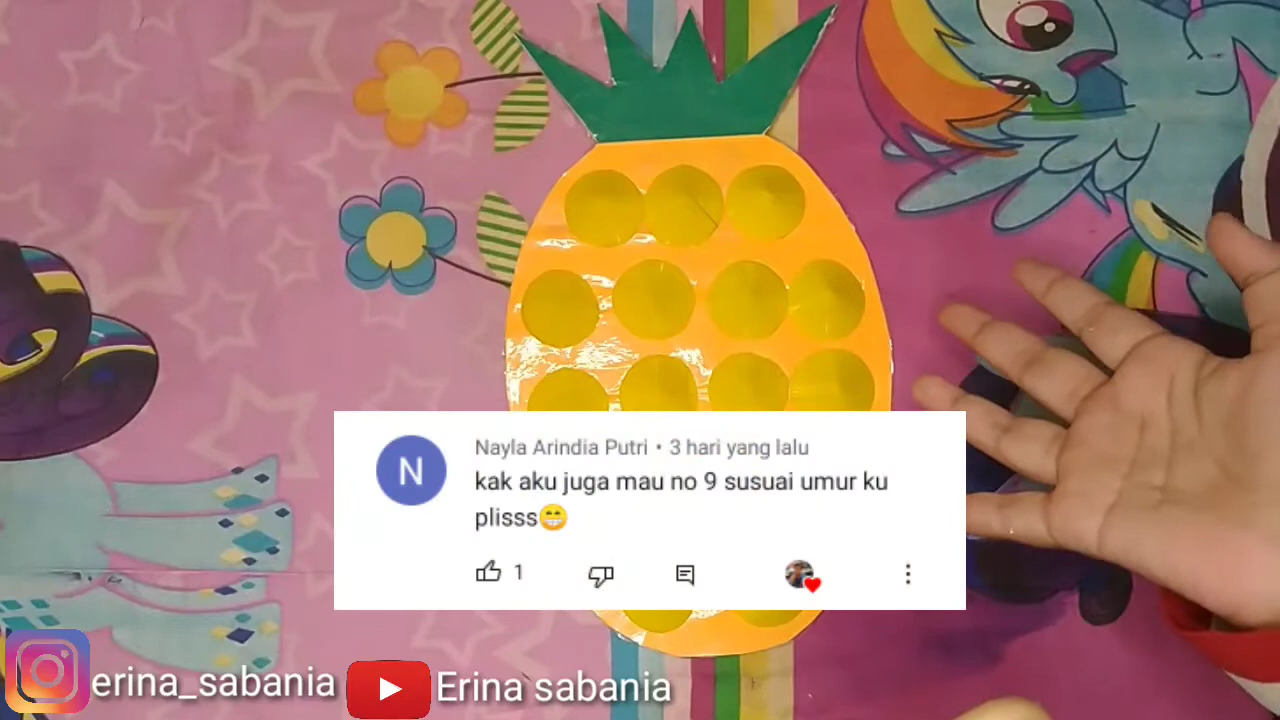 N
Nayla Arindia Putri • 3 hari yang lalu
kak aku juga mau no 9 susuai umur ku
plisss😁
1
erina_sabania
Erina sabania